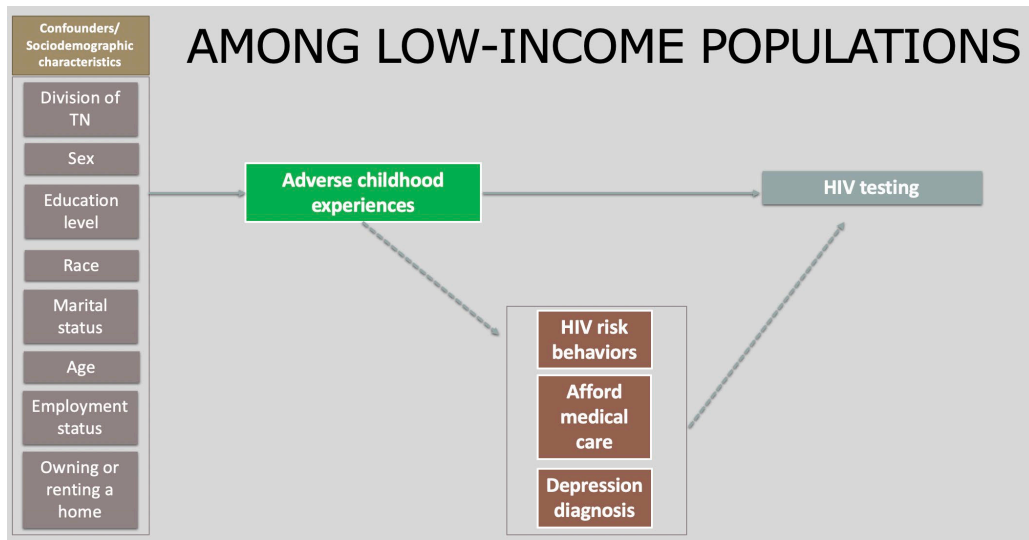 Confounders/
Sociodemographic
characteristics
AMONG LOW-INCOME POPULATIONS
Division of
TN
Sex
Education
level
Race
Marital
status
Age
Employment
status
Owning or
renting a
home
Adverse childhood
experiences
HIV testing
HIV risk
behaviors
Afford
medical
care
Depression
diagnosis